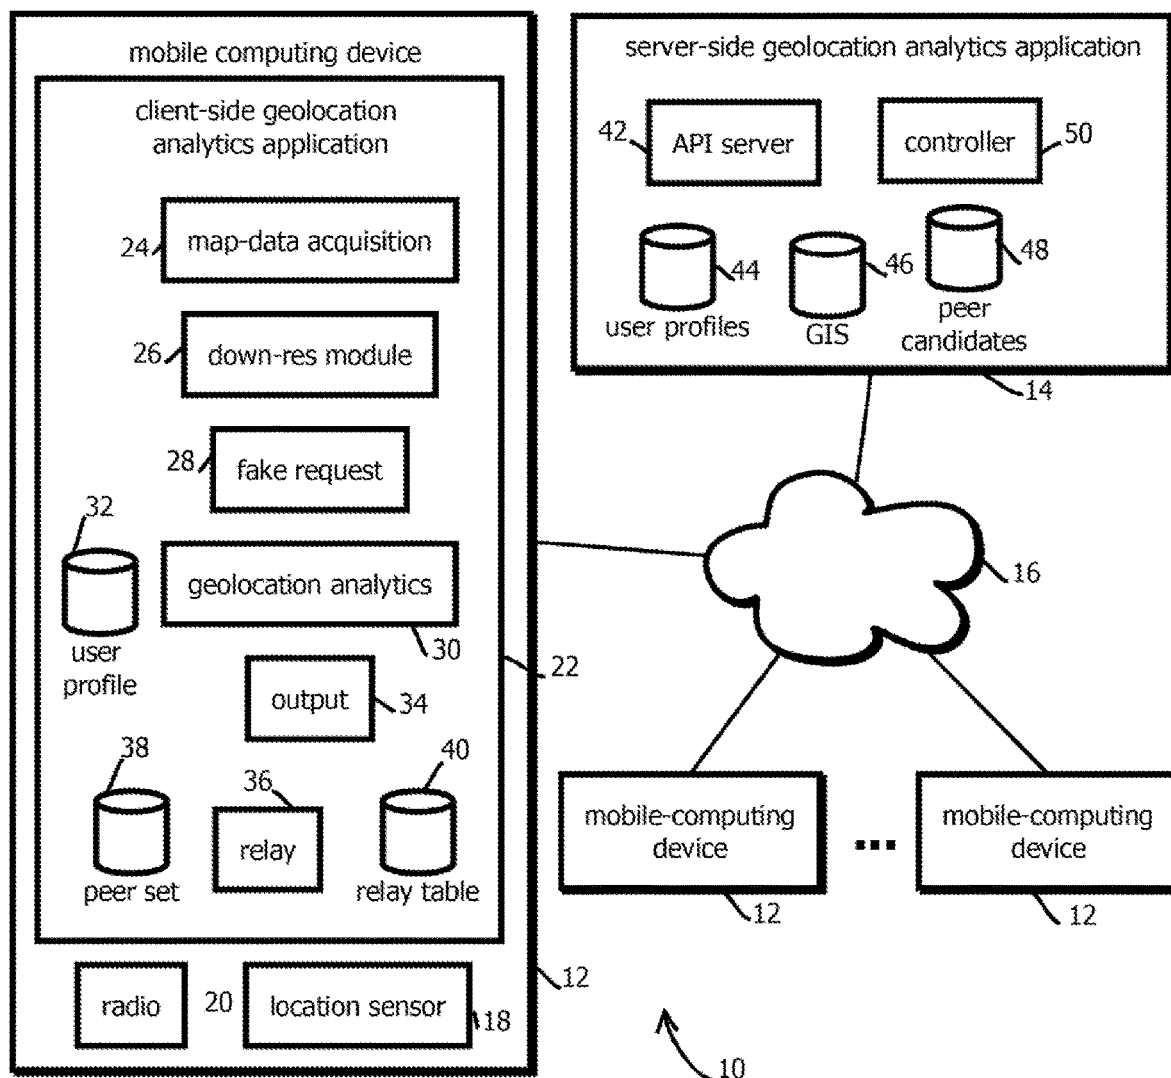 mobile computing device
client-side geolocation
analytics application
24
map-data acquisition
26
down-res module
28
fake request
32
user
profile
geolocation analytics
30
22
output
34
38
peer set
36
relay
40
relay table
radio
20
location sensor
18
12
server-side geolocation analytics application
42
API server
controller
50
44
user profiles
46
GIS
48
peer
candidates
14
16
mobile-computing
device
12
...
mobile-computing
device
12
10